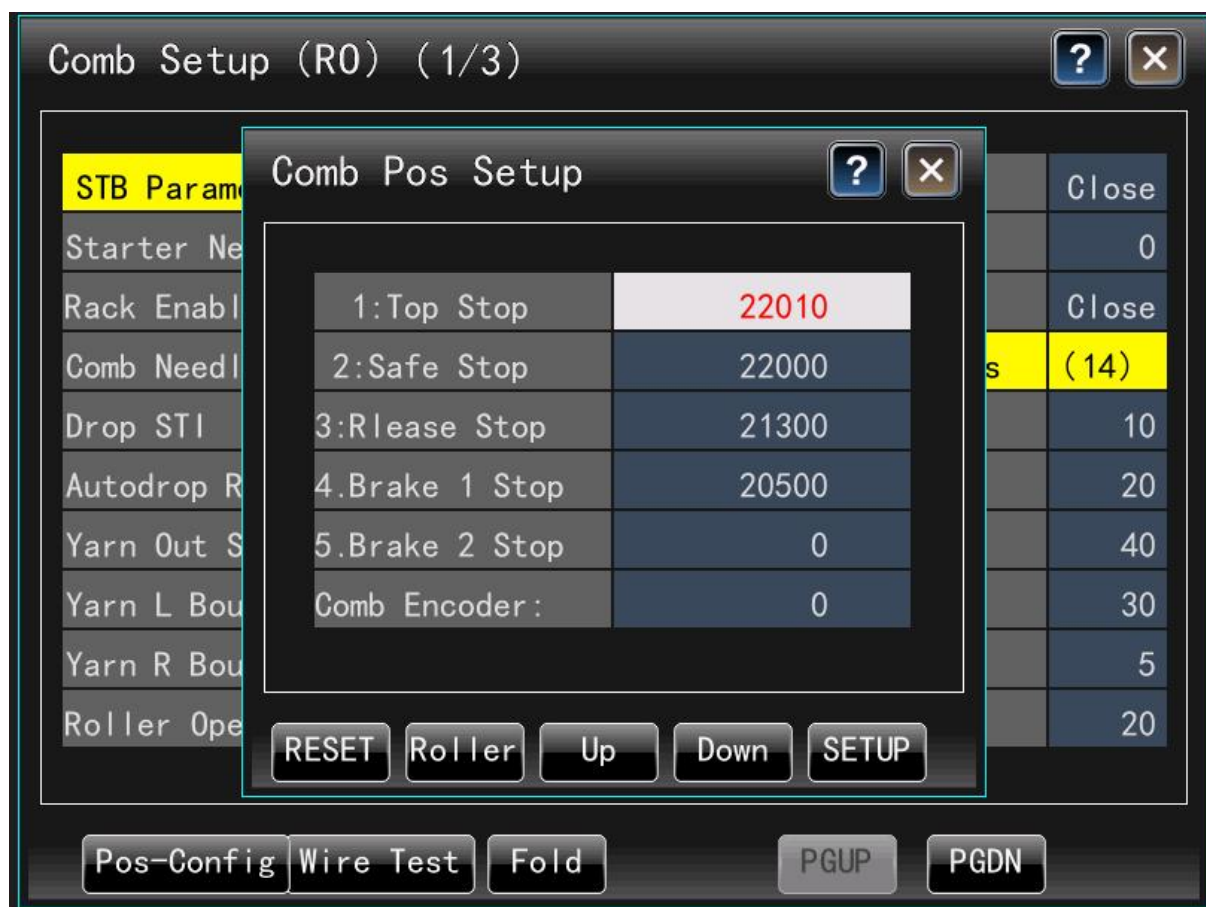 Comb Setup (RO) (1/3)
?
×
STB Param
Close
Starter Ne
0
Rack Enabl
Close
Comb Needl
s
(14)
Drop STI
10
Autodrop R
20
Yarn Out S
40
Yarn L Bou
30
Yarn R Bou
5
Roller Ope
20
Comb Pos Setup
?
×
1:Top Stop
22010
2:Safe Stop
22000
3:Rlease Stop
21300
4.Brake 1 Stop
20500
5.Brake 2 Stop
0
Comb Encoder:
0
RESET
Roller
Up
Down
SETUP
Pos-Config
Wire Test
Fold
PGUP
PGDN